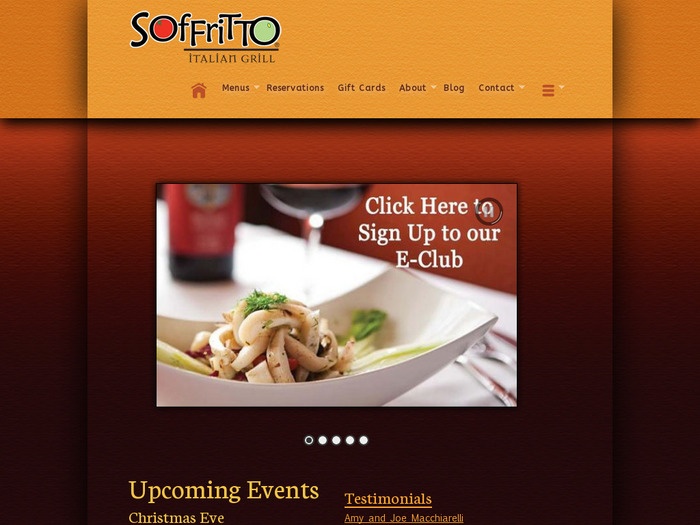 SOFFRITTO
ITALIAN GRILL
Menus Reservations Gift Cards About Blog Contact
Click Here to
Sign Up to our
E-Club
Upcoming Events
Christmas Eve
Testimonials
Amy and Joe Macchiarelli